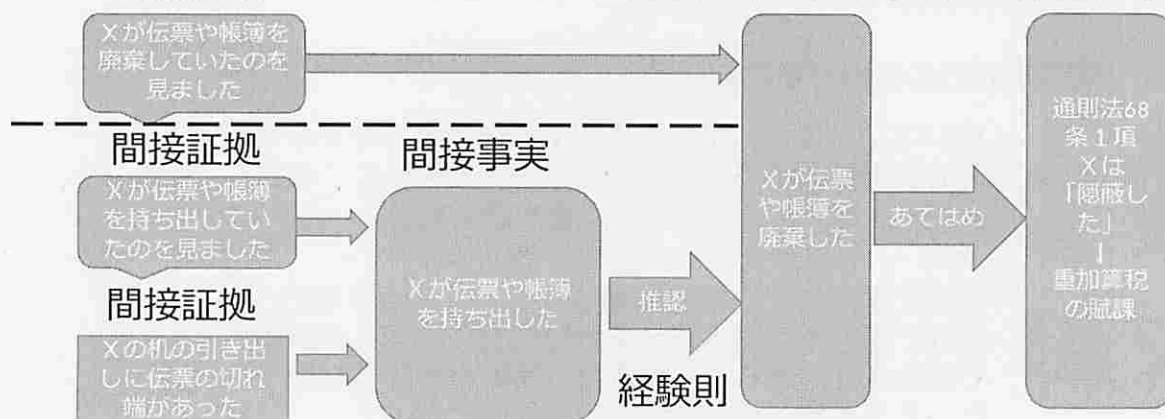 Xが伝票や帳簿を
廃棄していたのを
見ました
間接証拠
間接事実
Xが伝票や帳簿
を持ち出してい
たのを見ました
間接証拠
Xの机の引き出
しに伝票の切れ
端があった
Xが伝票や帳簿
を持ち出した
推認
経験則
Xが伝票
や帳簿を
廃棄した
あてはめ
通則法68
条1項
Xは
「隠蔽し
た」
↓
重加算税
の賦課